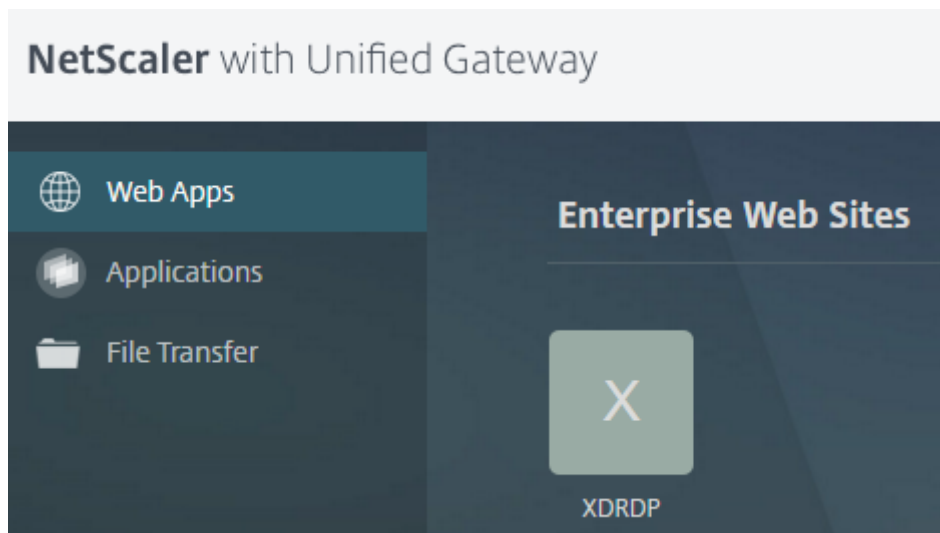 NetScaler with Unified Gateway
Web Apps
Applications
File Transfer
Enterprise Web Sites
X
XDRDP